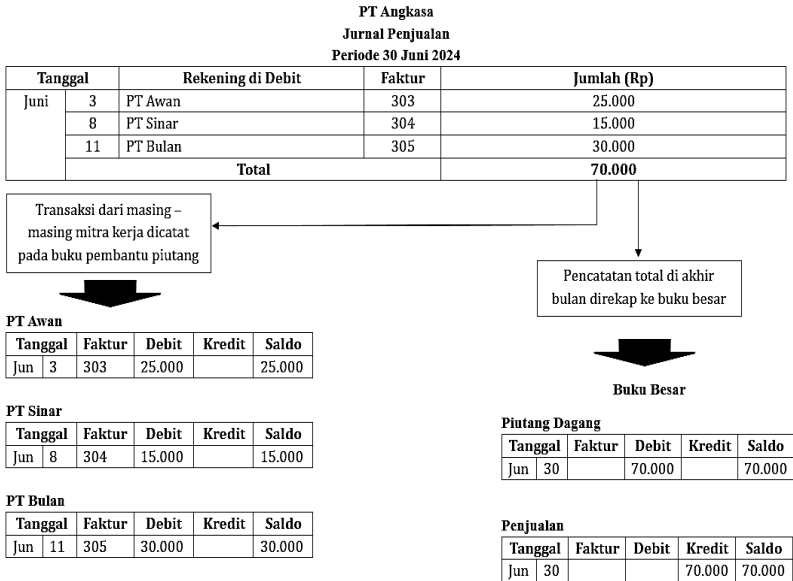 PT Angkasa
Jurnal Penjualan
Periode 30 Juni 2024
Tanggal Rekening di Debit Faktur Jumlah (Rp)
Juni 3 PT Awan 303 25.000
8 PT Sinar 304 15.000
11 PT Bulan 305 30.000
Total 70.000
Transaksi dari masing –
masing mitra kerja dicatat
pada buku pembantu piutang
Pencatatan total di akhir
bulan direkap ke buku besar
PT Awan
Tanggal Faktur Debit Kredit Saldo
Jun 3 303 25.000 25.000
PT Sinar
Tanggal Faktur Debit Kredit Saldo
Jun 8 304 15.000 15.000
PT Bulan
Tanggal Faktur Debit Kredit Saldo
Jun 11 305 30.000 30.000
Buku Besar
Piutang Dagang
Tanggal Faktur Debit Kredit Saldo
Jun 30 70.000 70.000
Penjualan
Tanggal Faktur Debit Kredit Saldo
Jun 30 70.000 70.000